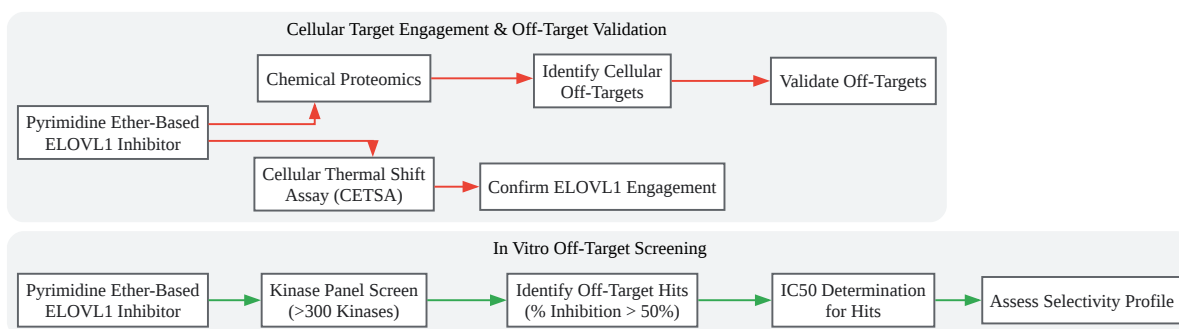 Cellular Target Engagement & Off-Target Validation
Chemical Proteomics
Identify Cellular
Off-Targets
Validate Off-Targets
Pyrimidine Ether-Based
ELOVL1 Inhibitor
Cellular Thermal Shift
Assay (CETSA)
Confirm ELOVL1 Engagement
In Vitro Off-Target Screening
Pyrimidine Ether-Based
ELOVL1 Inhibitor
Kinase Panel Screen
(>300 Kinases)
Identify Off-Target Hits
(% Inhibition > 50%)
IC50 Determination
for Hits
Assess Selectivity Profile